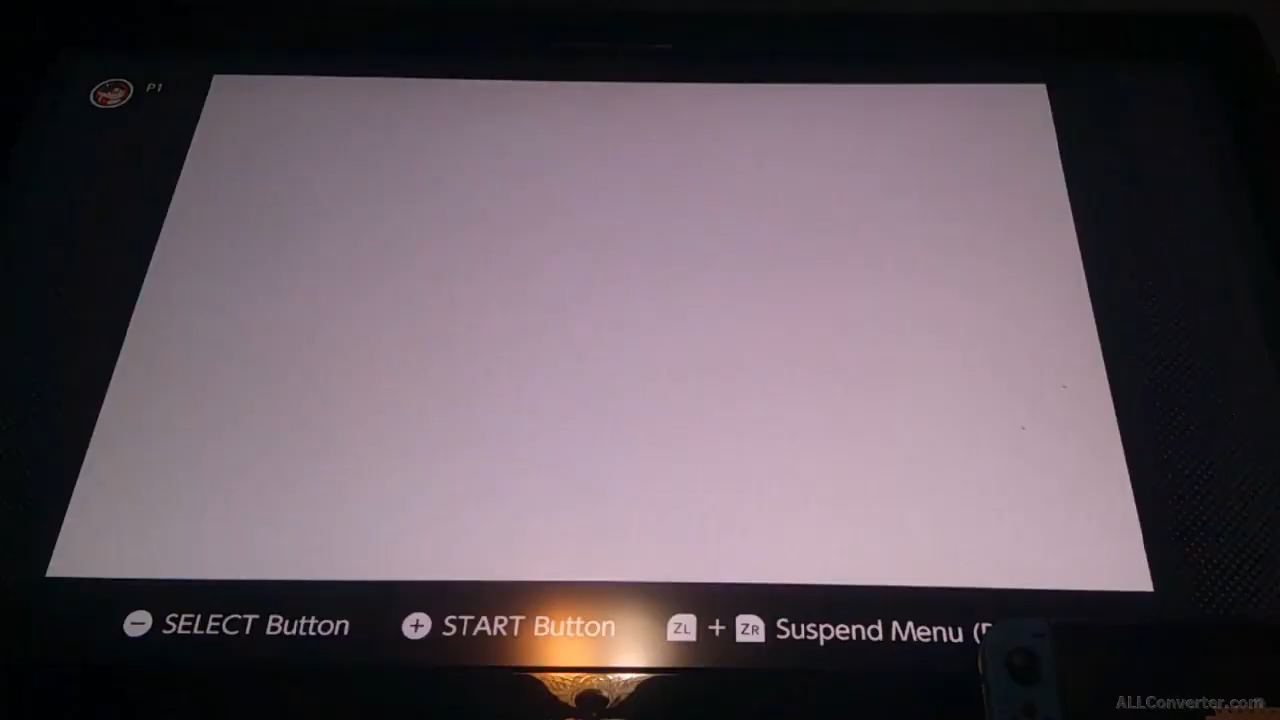 P1
SELECT Button
START Button
ZL + ZR Suspend Menu (
ALLConverter.com